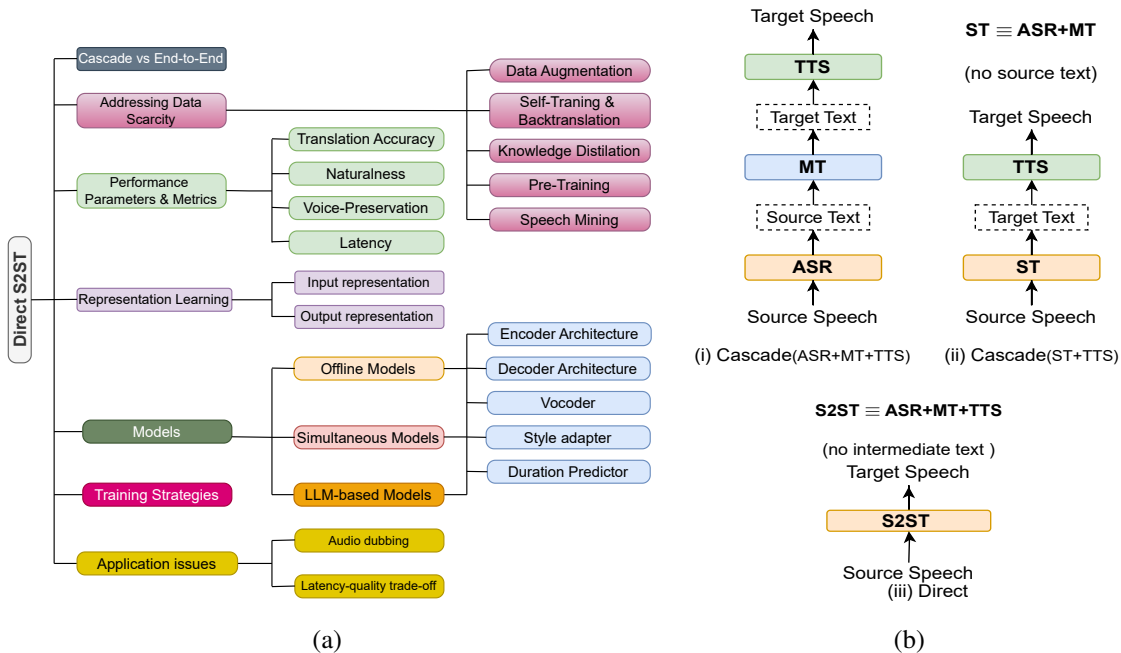 Direct S2ST
Cascade vs End-to-End
Addressing Data
Scarcity
Data Augmentation
Self-Traning &
Backtranslation
Knowledge Distilation
Pre-Training
Speech Mining
Performance
Parameters & Metrics
Translation Accuracy
Naturalness
Voice-Preservation
Latency
Representation Learning
Input representation
Output representation
Models
Offline Models
Simultaneous Models
LLM-based Models
Encoder Architecture
Decoder Architecture
Vocoder
Style adapter
Duration Predictor
Training Strategies
Application issues
Audio dubbing
Latency-quality trade-off
(a)
Target Speech
TTS
Target Text
MT
Source Text
ASR
Source Speech
(i) Cascade(ASR+MT+TTS)
ST ≡ ASR+MT
(no source text)
Target Speech
TTS
Target Text
ST
Source Speech
(ii) Cascade(ST+TTS)
S2ST ≡ ASR+MT+TTS
(no intermediate text )
Target Speech
S2ST
Source Speech
(iii) Direct
(b)